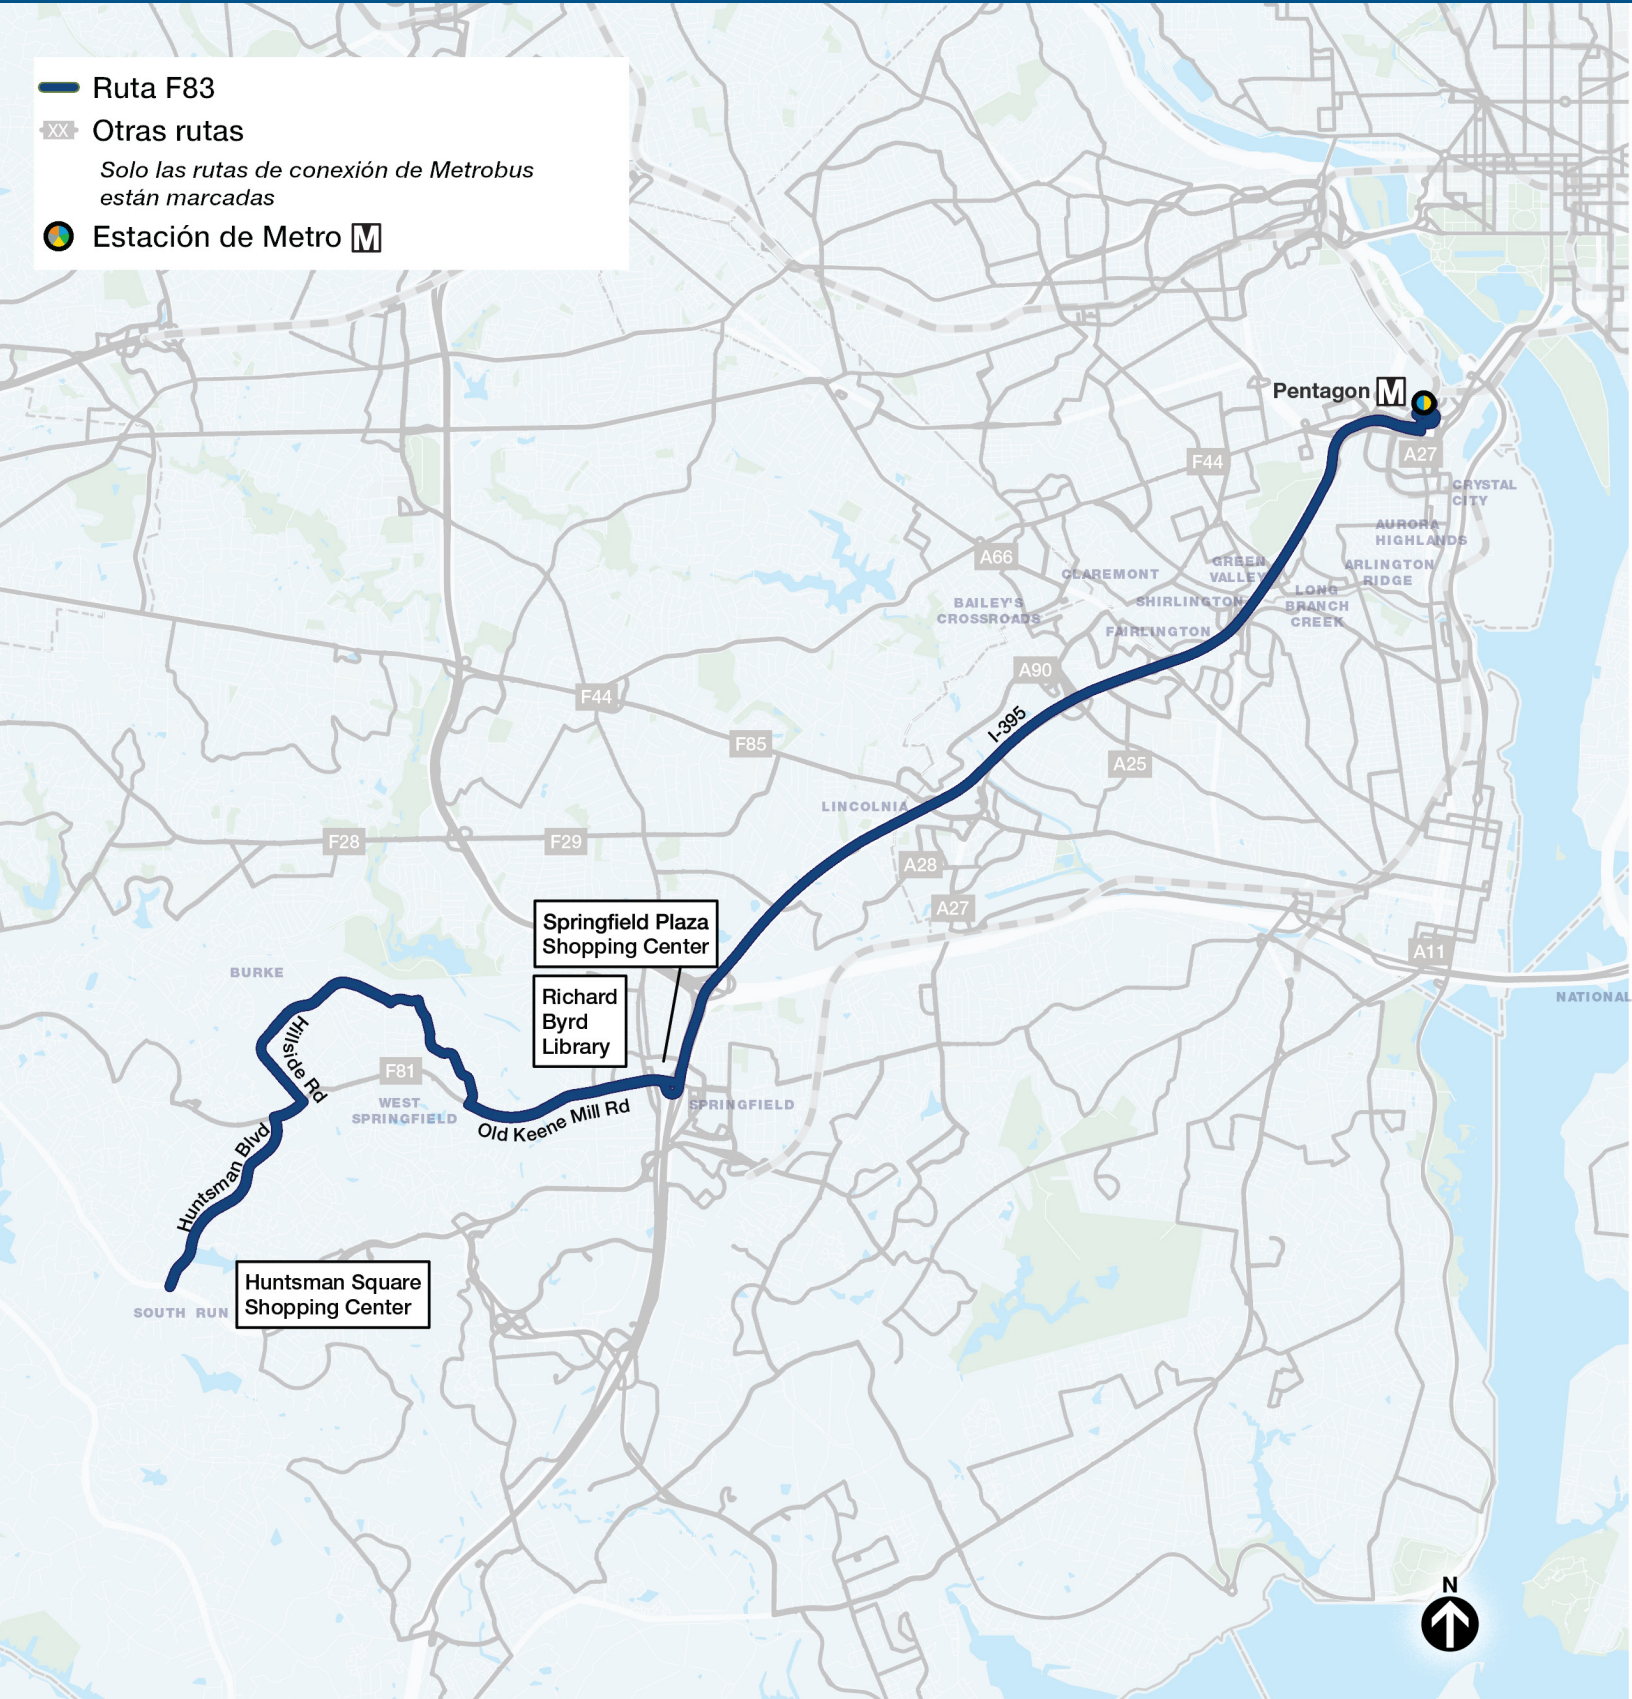 Ruta F83
XX Otras rutas
Solo las rutas de conexión de Metrobus
están marcadas
Estación de Metro M
Pentagon M
A27
F44
CRYSTAL
CITY
AURORA
HIGHLANDS
A66
GREEN
VALLEY
ARLINGTON
RIDGE
CLAREMONT
BAILEY'S
CROSSROADS
SHIRLINGTON
LONG
BRANCH
CREEK
FAIRLINGTON
A90
F44
I-395
F85
A25
LINCOLNIA
F28
F29
A28
A27
Springfield Plaza
Shopping Center
A11
BURKE
Richard
Byrd
Library
NATIONAL
Hillside Rd
F81
WEST
SPRINGFIELD
SPRINGFIELD
Old Keene Mill Rd
Huntsman Blvd
Huntsman Square
Shopping Center
SOUTH RUN
N